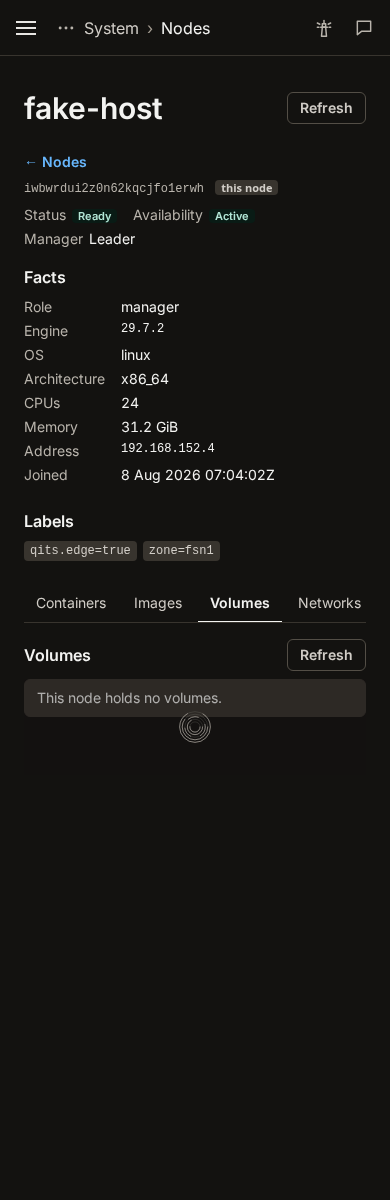 System › Nodes
fake-host
Refresh
← Nodes
iwbwrdui2z0n62kqcjfo1erwh this node
Status Ready Availability Active
Manager Leader
Facts
Role manager
Engine 29.7.2
OS linux
Architecture x86_64
CPUs 24
Memory 31.2 GiB
Address 192.168.152.4
Joined 8 Aug 2026 07:04:02Z
Labels
qits.edge=true zone=fsn1
Containers Images Volumes Networks
Volumes
Refresh
This node holds no volumes.